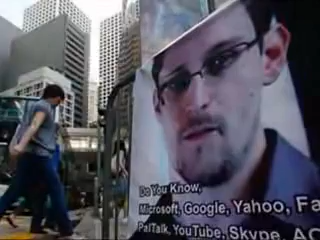 Do You Know,
Microsoft, Google, Yahoo, Fa
PalTalk, YouTube, Skype, AO